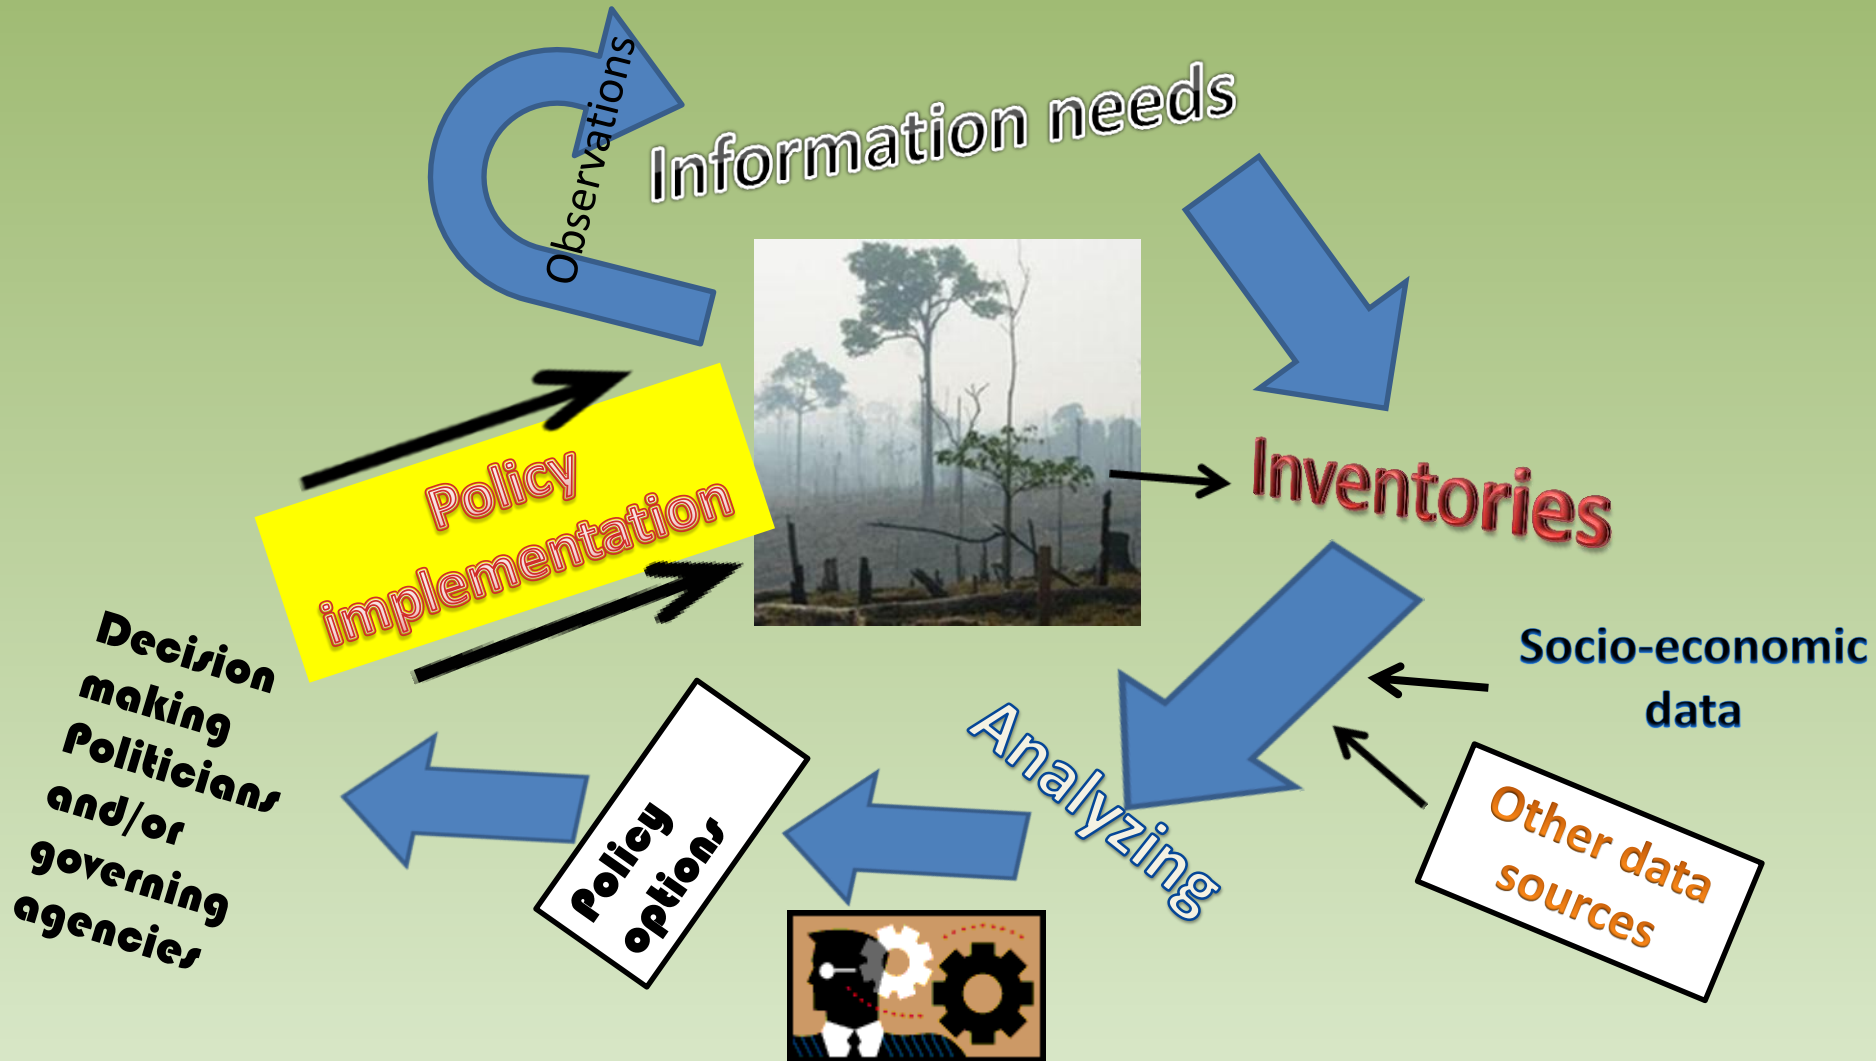 Observations
Information needs
Inventories
Socio-economic
data
Other data
sources
Analyzing
Policy
options
Decision
making
Politicians
and/or
governing
agencies
Policy
implementation